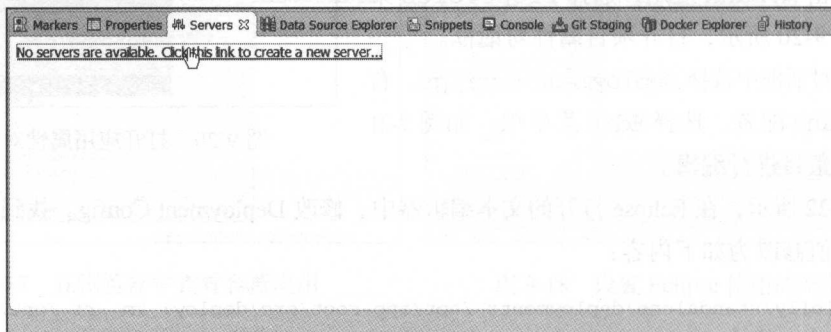 Markers Properties Servers Data Source Explorer Snippets Console Git Staging Docker Explorer History
No servers are available. Click this link to create a new server...